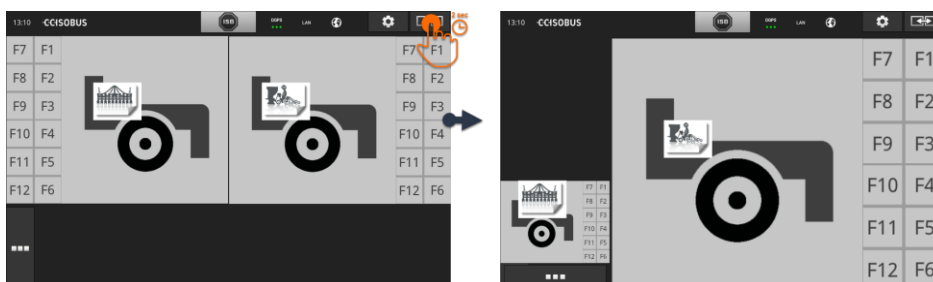 13:10 CCISOBUS ISB DGPS LAN 2 sec
F7 F1 F7 F1
F8 F2 F8 F2
F9 F3 F9 F3
F10 F4 F10 F4
F11 F5 F11 F5
F12 F6 F12 F6
13:10 CCISOBUS ISB DGPS LAN
F7 F1
F8 F2
F9 F3
F10 F4
F11 F5
F12 F6
F7 F1
F8 F2
F9 F3
F10 F4
F11 F5
F12 F6